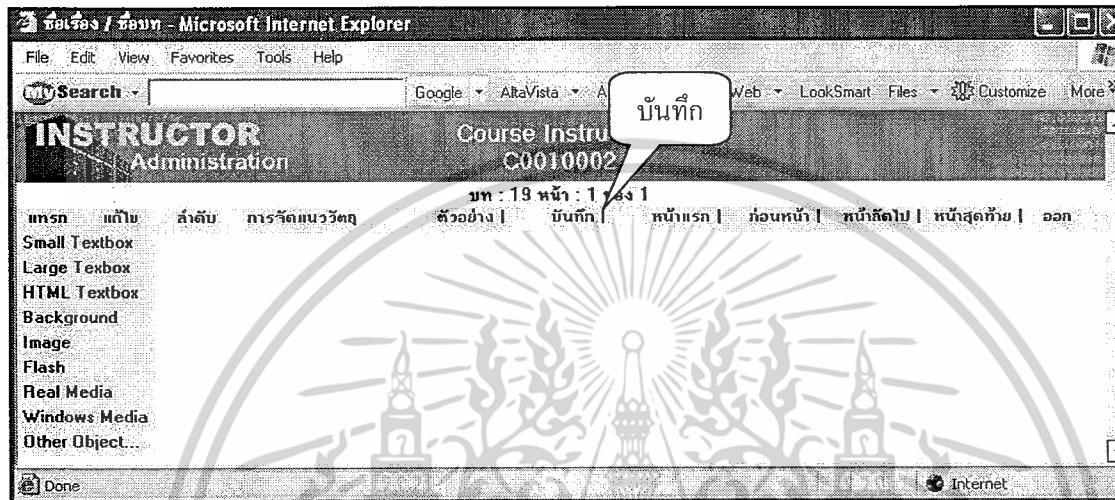 ชื่อเรื่อง / ชื่อบท - Microsoft Internet Explorer
File Edit View Favorites Tools Help
My Search Google AltaVista A Web LookSmart Files Customize More
บันทึก
INSTRUCTOR Course Instru
Administration C0010002
บท : 19 หน้า : 1 ของ 1
แทรก แก้ไข ลำดับ การจัดแนววัตถุ ตัวอย่าง | บันทึก | หน้าแรก | ก่อนหน้า | หน้าถัดไป | หน้าสุดท้าย | ออก
Small Textbox
Large Texbox
HTML Textbox
Background
Image
Flash
Real Media
Windows Media
Other Object...
Done Internet